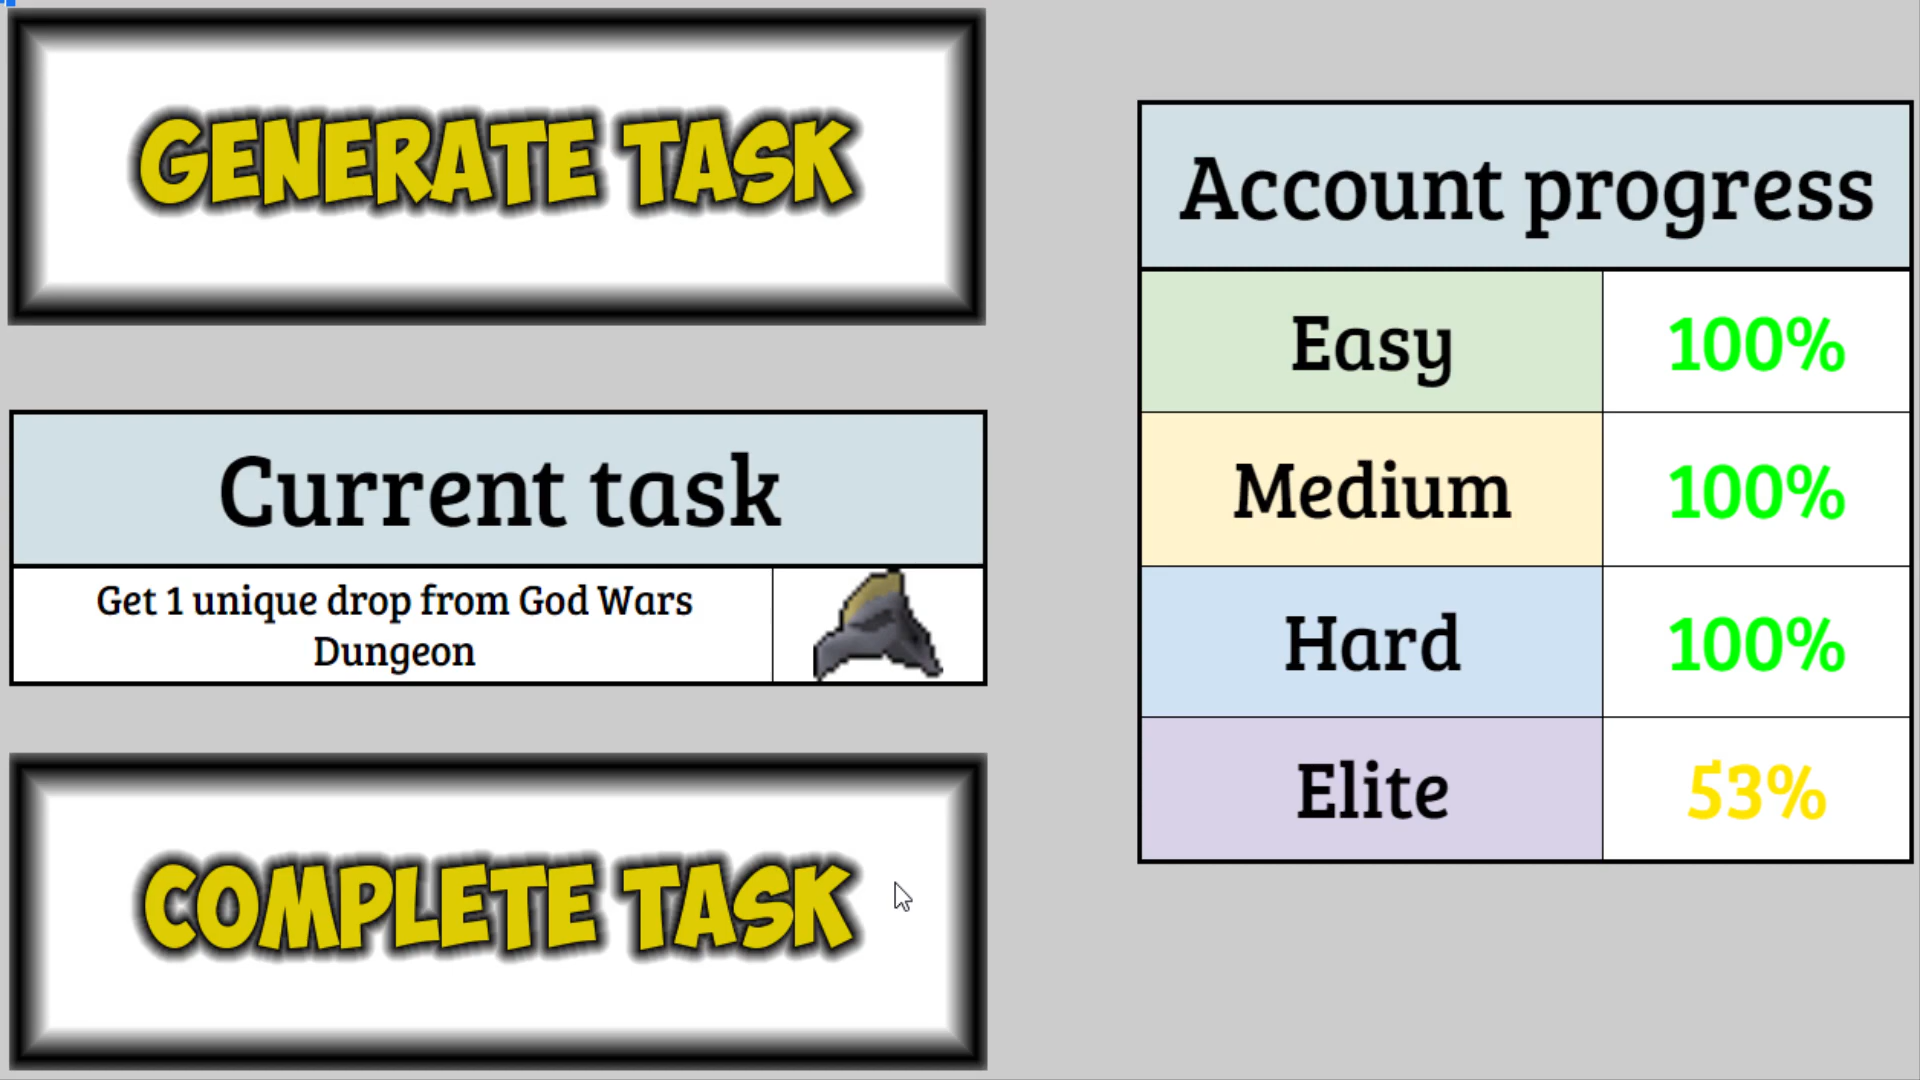 GENERATE TASK
Current task
Get 1 unique drop from God Wars
Dungeon
COMPLETE TASK
Account progress
Easy 100%
Medium 100%
Hard 100%
Elite 53%